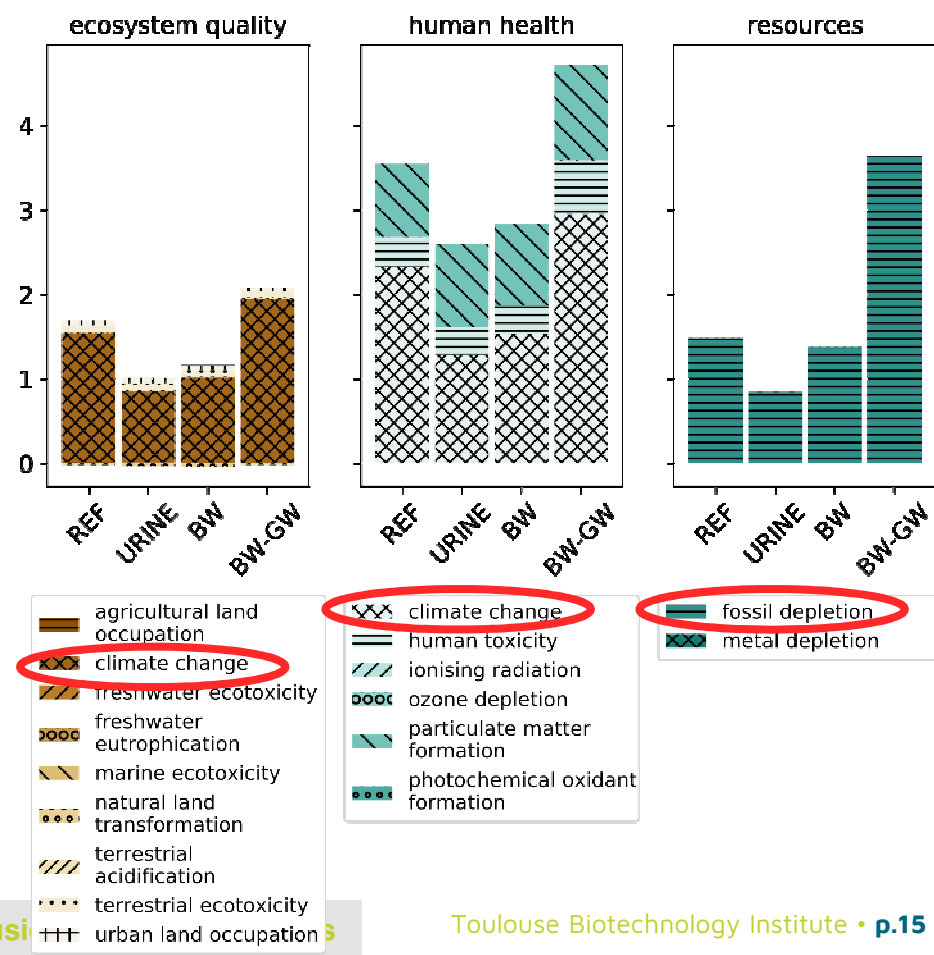 ecosystem quality
human health
resources
4
3
2
1
0
REF
URINE
BW
BW-GW
REF
URINE
BW
BW-GW
REF
URINE
BW
BW-GW
agricultural land
occupation
climate change
freshwater ecotoxicity
freshwater
eutrophication
marine ecotoxicity
natural land
transformation
terrestrial
acidification
terrestrial ecotoxicity
urban land occupation
climate change
human toxicity
ionising radiation
ozone depletion
particulate matter
formation
photochemical oxidant
formation
fossil depletion
metal depletion
Toulouse Biotechnology Institute • p.15